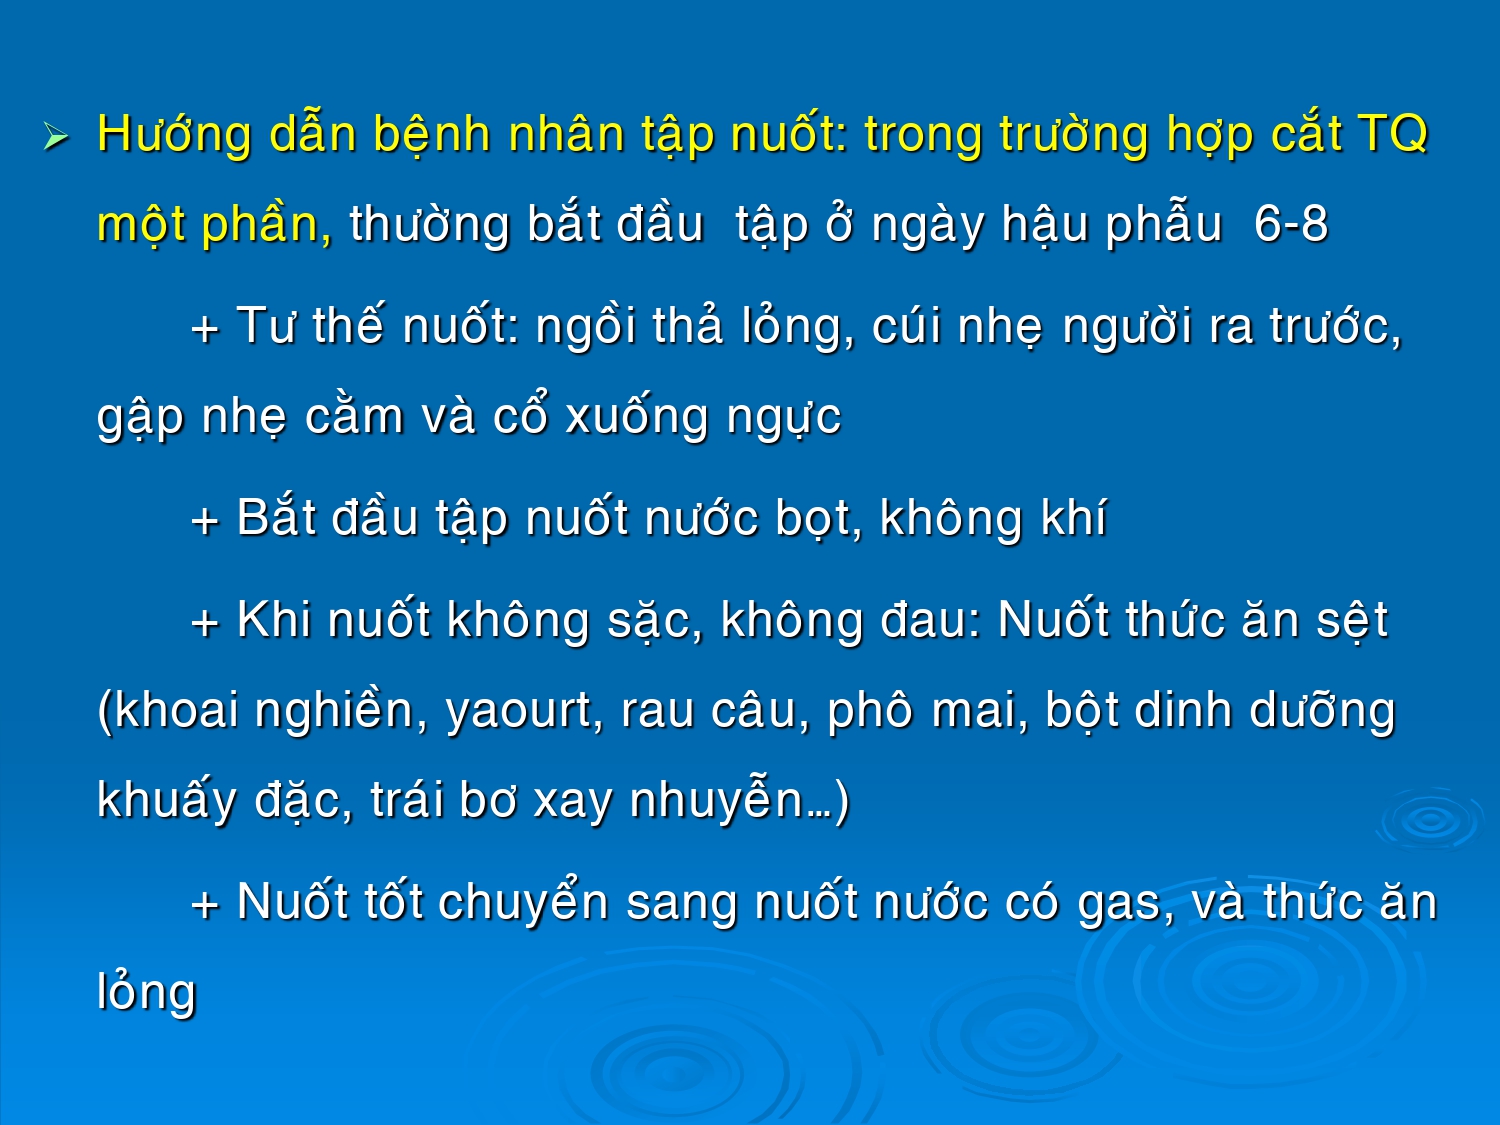 Hướng dẫn bệnh nhân tập nuốt: trong trường hợp cắt TQ
một phần, thường bắt đầu  tập ở ngày hậu phẫu  6-8
+ Tư thế nuốt: ngồi thả lỏng, cúi nhẹ người ra trước,
gập nhẹ cằm và cổ xuống ngực
+ Bắt đầu tập nuốt nước bọt, không khí
+ Khi nuốt không sặc, không đau: Nuốt thức ăn sệt
(khoai nghiền, yaourt, rau câu, phô mai, bột dinh dưỡng
khuấy đặc, trái bơ xay nhuyễn…)
+ Nuốt tốt chuyển sang nuốt nước có gas, và thức ăn
lỏng